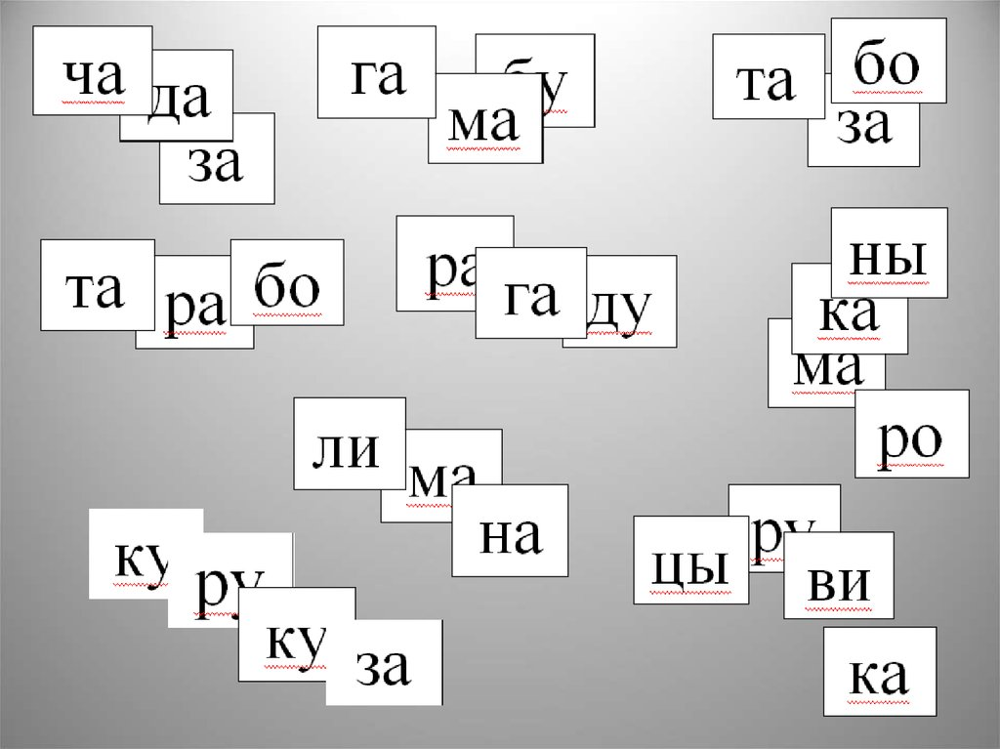 ча
да
за
га
бу
ма
та
бо
за
та
ра
бо
ра
га
ду
ны
ка
ма
ро
ли
ма
на
ку
ру
ку
за
цы
ру
ви
ка